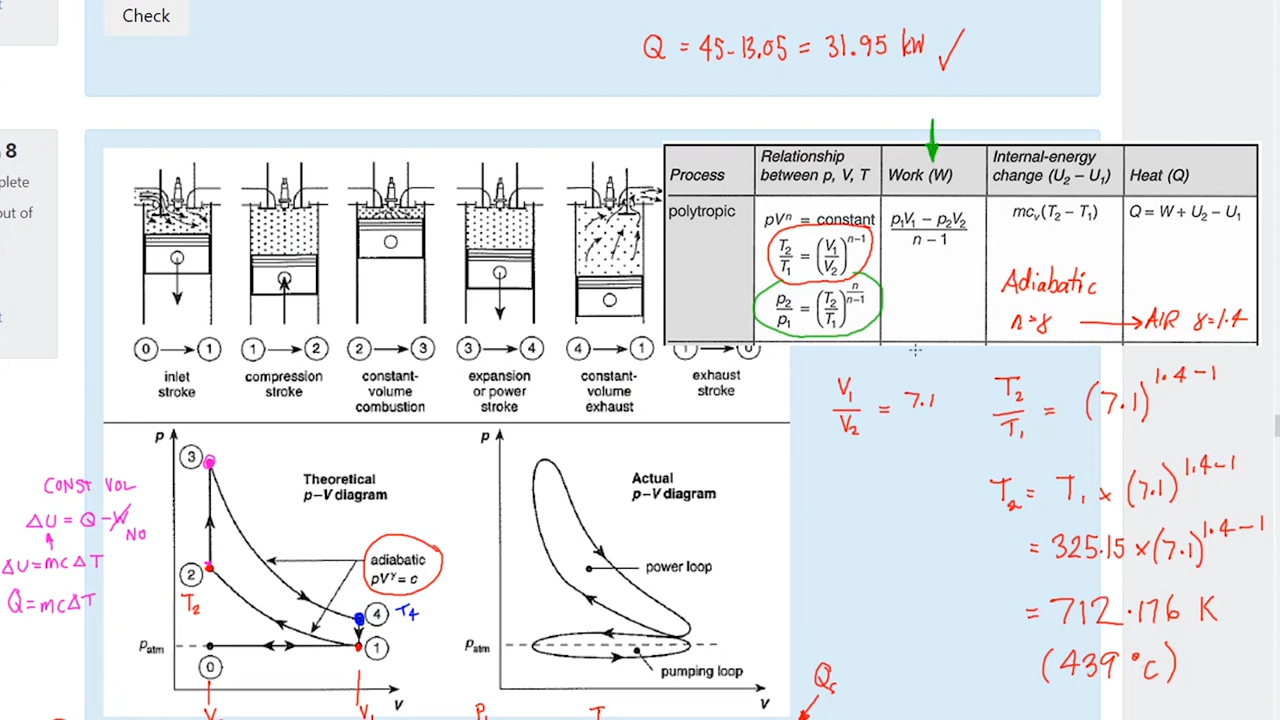 Check
Q = 45-13.05 = 31.95 kW ✓
8
plete
out of
t
Process
Relationship between p, V, T
Work (W)
Internal-energy change (U₂ – U₁)
Heat (Q)
polytropic
pVⁿ = constant
T₂/T₁ = (V₁/V₂)ⁿ⁻¹
p₂/p₁ = (T₂/T₁)^(n/(n-1))
(p₁V₁ – p₂V₂)/(n – 1)
mcᵥ(T₂ – T₁)
Q = W + U₂ – U₁
Adiabatic
n=γ → AIR γ=1.4
0 → 1
1 → 2
2 → 3
3 → 4
4 → 1
1 → 0
inlet stroke
compression stroke
constant-volume combustion
expansion or power stroke
constant-volume exhaust
exhaust stroke
V₁/V₂ = 7.1
T₂/T₁ = (7.1)^1.4-1
T₂ = T₁ × (7.1)^1.4-1
= 325.15 × (7.1)^1.4-1
= 712.176 K
(439 °C)
p
3
Theoretical p–V diagram
adiabatic
pV^γ = c
2
T₂
4
T₄
p_atm
0
1
V
V₁
CONST VOL
ΔU = Q - W
NO
ΔU = mcΔT
Q = mcΔT
p
Actual p–V diagram
power loop
p_atm
pumping loop
V
P₁
T